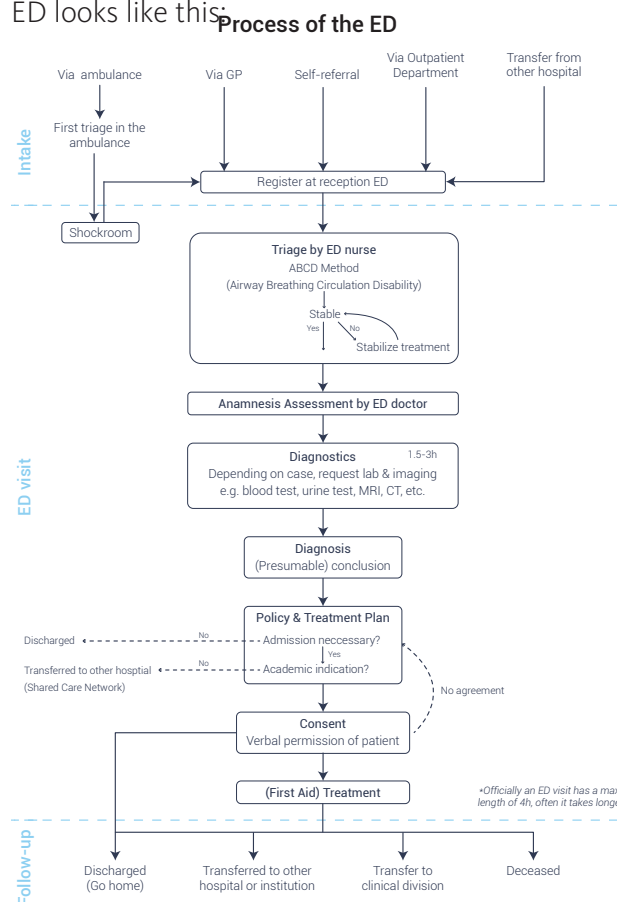 ED looks like this:
Process of the ED
Via ambulance
Via GP
Self-referral
Via Outpatient
Department
Transfer from
other hospital
First triage in the
ambulance
Intake
Register at reception ED
Shockroom
Triage by ED nurse
ABCD Method
(Airway Breathing Circulation Disability)
Stable
Yes
No
Stabilize treatment
Anamnesis Assessment by ED doctor
ED visit
Diagnostics
1.5-3h
Depending on case, request lab & imaging
e.g. blood test, urine test, MRI, CT, etc.
Diagnosis
(Presumable) conclusion
Policy & Treatment Plan
Discharged
No
Admission neccessary?
Yes
Transferred to other hosptial
(Shared Care Network)
No
Academic indication?
No agreement
Consent
Verbal permission of patient
(First Aid) Treatment
*Officially an ED visit has a
length of 4h, often it takes
Follow-up
Discharged
(Go home)
Transferred to other
hospital or institution
Transfer to
clinical division
Deceased